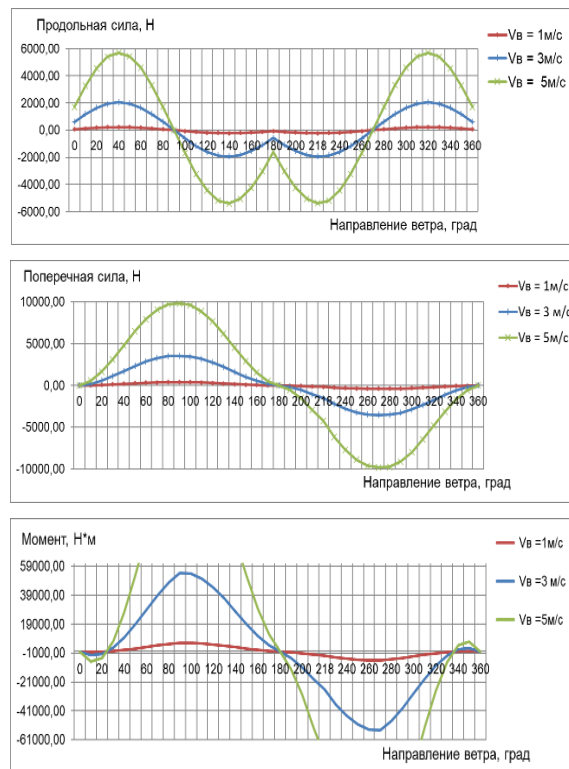 Продольная сила, Н
Vв = 1м/с
Vв = 3м/с
Vв = 5м/с
6000,00
4000,00
2000,00
0,00
-2000,00
-4000,00
-6000,00
0 20 40 60 80 100 120 140 160 180 200 218 240 260 280 300 320 340 360
Направление ветра, град
Поперечная сила, Н
Vв = 1м/с
Vв = 3 м/с
Vв = 5м/с
10000,00
5000,00
0,00
-5000,00
-10000,00
0 20 40 60 80 100 120 140 160 180 200 218 240 260 280 300 320 340 360
Направление ветра, град
Момент, Н*м
Vв =1м/с
Vв =3 м/с
Vв =5м/с
59000,00
39000,00
19000,00
-1000,00
-21000,00
-41000,00
-61000,00
0 20 40 60 80 100 120 140 160 180 200 218 240 260 280 300 320 340 360
Направление ветра, град